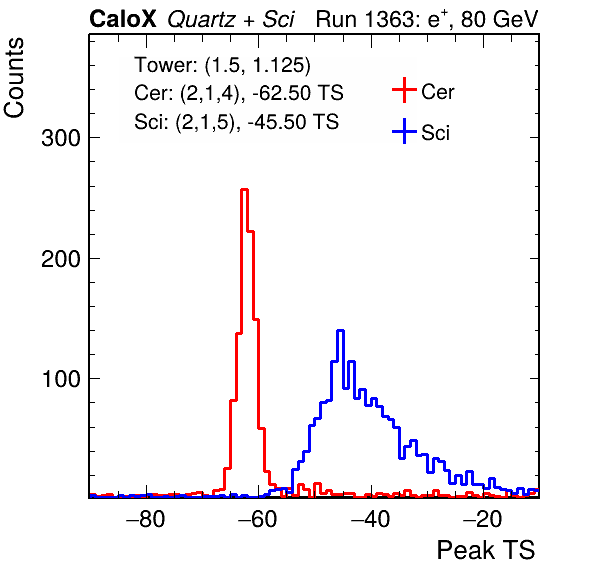 CaloX Quartz + Sci Run 1363: e⁺, 80 GeV
Counts
Tower: (1.5, 1.125)
Cer: (2,1,4), -62.50 TS
Sci: (2,1,5), -45.50 TS
Cer
Sci
300
200
100
−80 −60 −40 −20
Peak TS